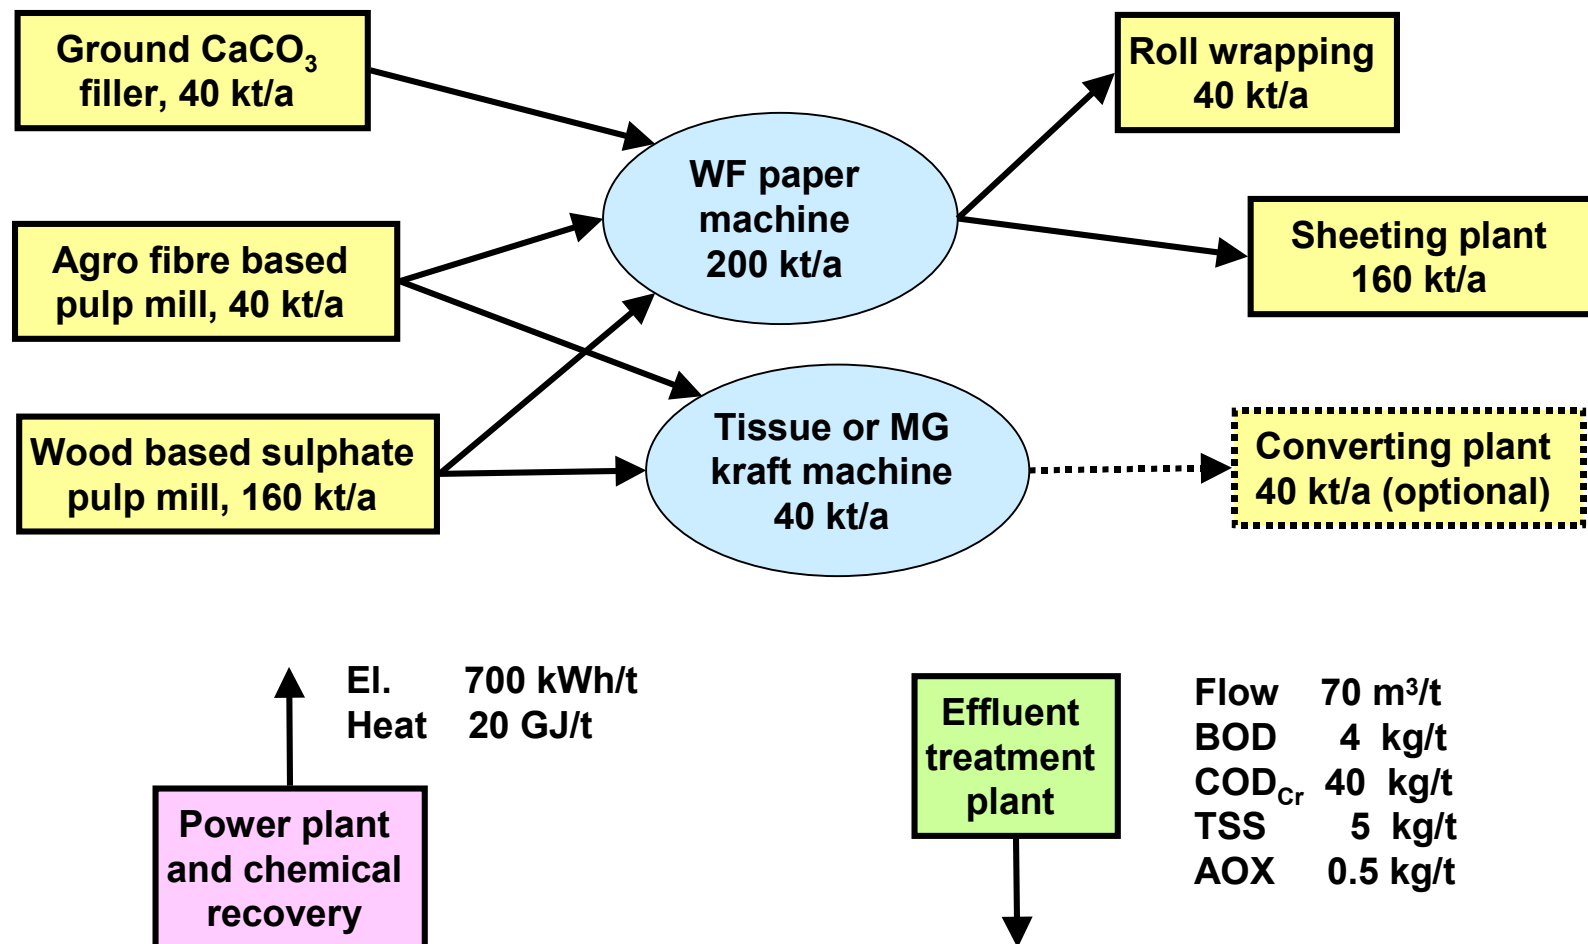 Ground CaCO₃
filler, 40 kt/a
Roll wrapping
40 kt/a
WF paper
machine
200 kt/a
Agro fibre based
pulp mill, 40 kt/a
Sheeting plant
160 kt/a
Wood based sulphate
pulp mill, 160 kt/a
Tissue or MG
kraft machine
40 kt/a
Converting plant
40 kt/a (optional)
El. 700 kWh/t
Heat 20 GJ/t
Power plant
and chemical
recovery
Effluent
treatment
plant
Flow 70 m³/t
BOD 4 kg/t
CODCr 40 kg/t
TSS 5 kg/t
AOX 0.5 kg/t